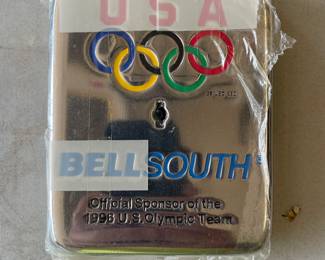 USA
BELLSOUTH®
Official Sponsor of the
1996 U.S. Olympic Team